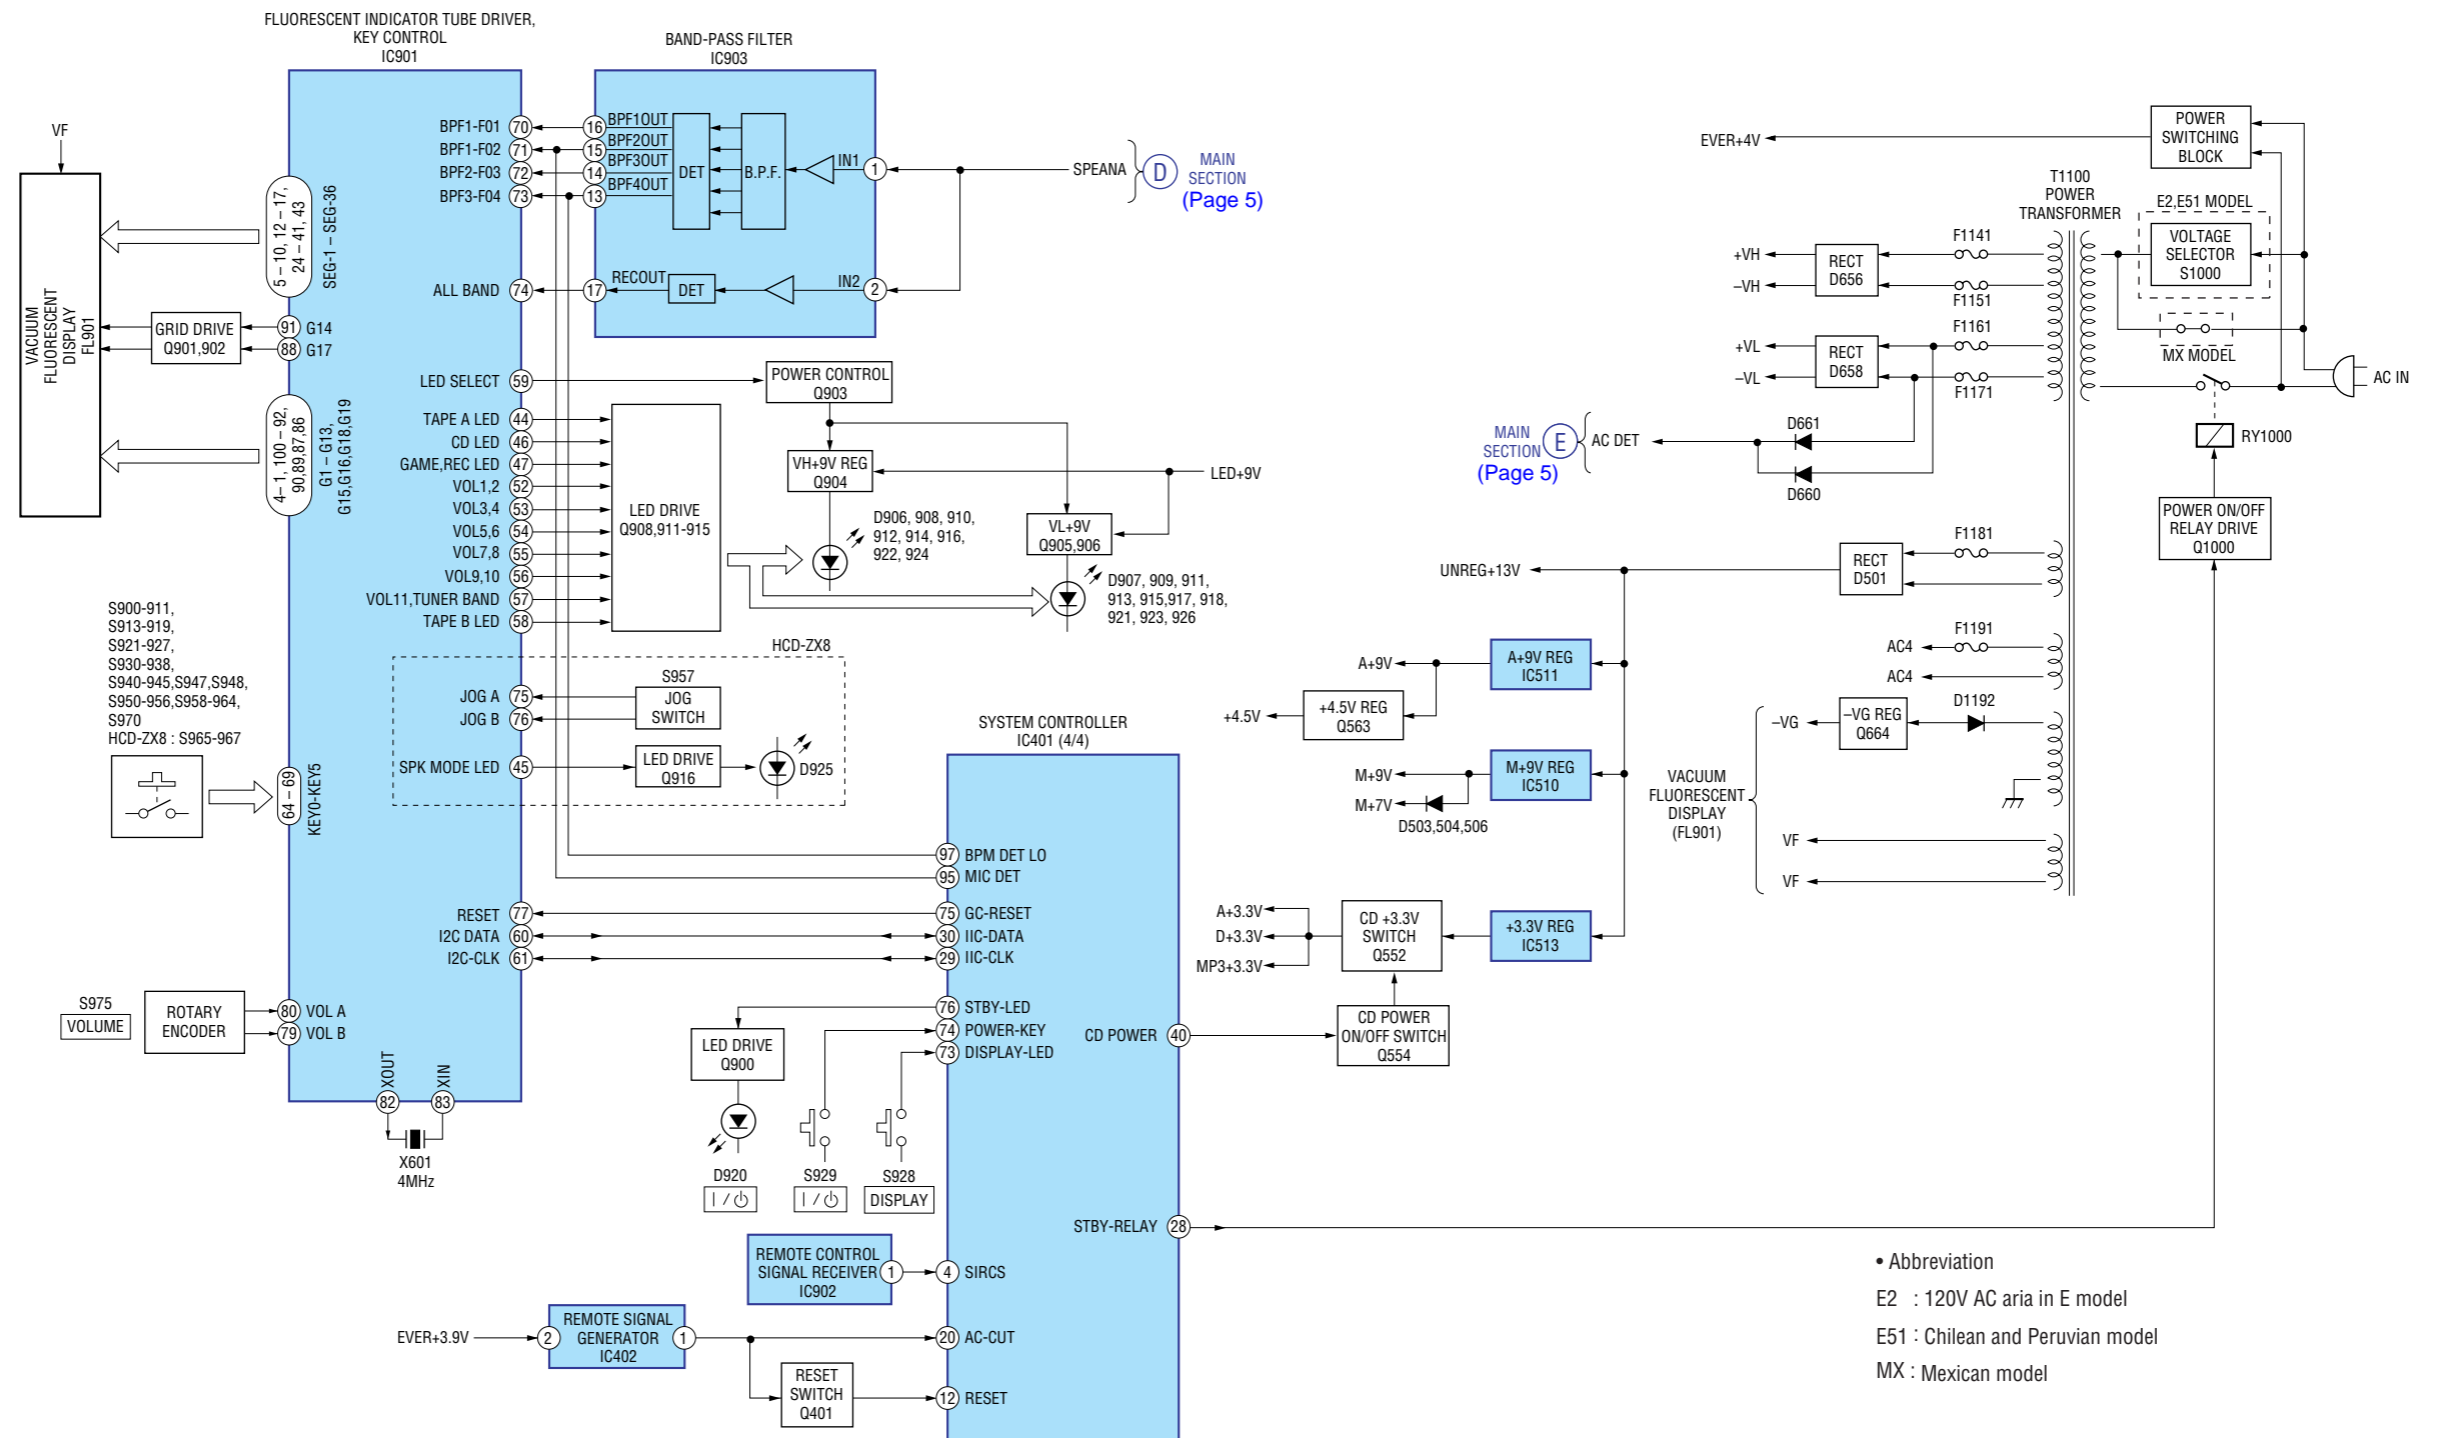 FLUORESCENT INDICATOR TUBE DRIVER,
KEY CONTROL
IC901
BAND-PASS FILTER
IC903
VF
VACUUM
FLUORESCENT
DISPLAY
FL901
5 – 10, 12 – 17,
24 – 41, 43
SEG-1 – SEG-36
GRID DRIVE
Q901,902
91 G14
88 G17
4– 1, 100 – 92,
90,89,87,86
G1 – G13,
G15,G16,G18,G19
BPF1-F01 70
BPF1-F02 71
BPF2-F03 72
BPF3-F04 73
ALL BAND 74
16 BPF1OUT
15 BPF2OUT
14 BPF3OUT
13 BPF4OUT
DET
B.P.F.
IN1 1
17 RECOUT
DET
IN2 2
SPEANA
D
MAIN
SECTION
(Page 5)
LED SELECT 59
TAPE A LED 44
CD LED 46
GAME,REC LED 47
VOL1,2 52
VOL3,4 53
VOL5,6 54
VOL7,8 55
VOL9,10 56
VOL11,TUNER BAND 57
TAPE B LED 58
LED DRIVE
Q908,911-915
POWER CONTROL
Q903
VH+9V REG
Q904
LED+9V
VL+9V
Q905,906
D906, 908, 910,
912, 914, 916,
922, 924
D907, 909, 911,
913, 915,917, 918,
921, 923, 926
HCD-ZX8
JOG A 75
JOG B 76
S957
JOG
SWITCH
SPK MODE LED 45
LED DRIVE
Q916
D925
S900-911,
S913-919,
S921-927,
S930-938,
S940-945,S947,S948,
S950-956,S958-964,
S970
HCD-ZX8 : S965-967
64 – 69
KEY0-KEY5
RESET 77
I2C DATA 60
I2C-CLK 61
S975
VOLUME
ROTARY
ENCODER
80 VOL A
79 VOL B
XOUT
82
XIN
83
X601
4MHz
SYSTEM CONTROLLER
IC401 (4/4)
97 BPM DET LO
95 MIC DET
75 GC-RESET
30 IIC-DATA
29 IIC-CLK
76 STBY-LED
74 POWER-KEY
73 DISPLAY-LED
CD POWER 40
STBY-RELAY 28
LED DRIVE
Q900
D920
I / ⏻
S929
I / ⏻
S928
DISPLAY
REMOTE CONTROL
SIGNAL RECEIVER
IC902
1
4 SIRCS
EVER+3.9V
2
REMOTE SIGNAL
GENERATOR
IC402
1
20 AC-CUT
RESET
SWITCH
Q401
12 RESET
EVER+4V
POWER
SWITCHING
BLOCK
T1100
POWER
TRANSFORMER
E2,E51 MODEL
VOLTAGE
SELECTOR
S1000
MX MODEL
AC IN
RY1000
POWER ON/OFF
RELAY DRIVE
Q1000
+VH
–VH
RECT
D656
F1141
F1151
+VL
–VL
RECT
D658
F1161
F1171
MAIN
SECTION
(Page 5)
E
AC DET
D661
D660
UNREG+13V
RECT
D501
F1181
AC4
F1191
AC4
–VG
–VG REG
Q664
D1192
VACUUM
FLUORESCENT
DISPLAY
(FL901)
VF
VF
A+9V
A+9V REG
IC511
+4.5V
+4.5V REG
Q563
M+9V
M+9V REG
IC510
M+7V
D503,504,506
A+3.3V
D+3.3V
MP3+3.3V
CD +3.3V
SWITCH
Q552
+3.3V REG
IC513
CD POWER
ON/OFF SWITCH
Q554
• Abbreviation
E2 : 120V AC aria in E model
E51 : Chilean and Peruvian model
MX : Mexican model